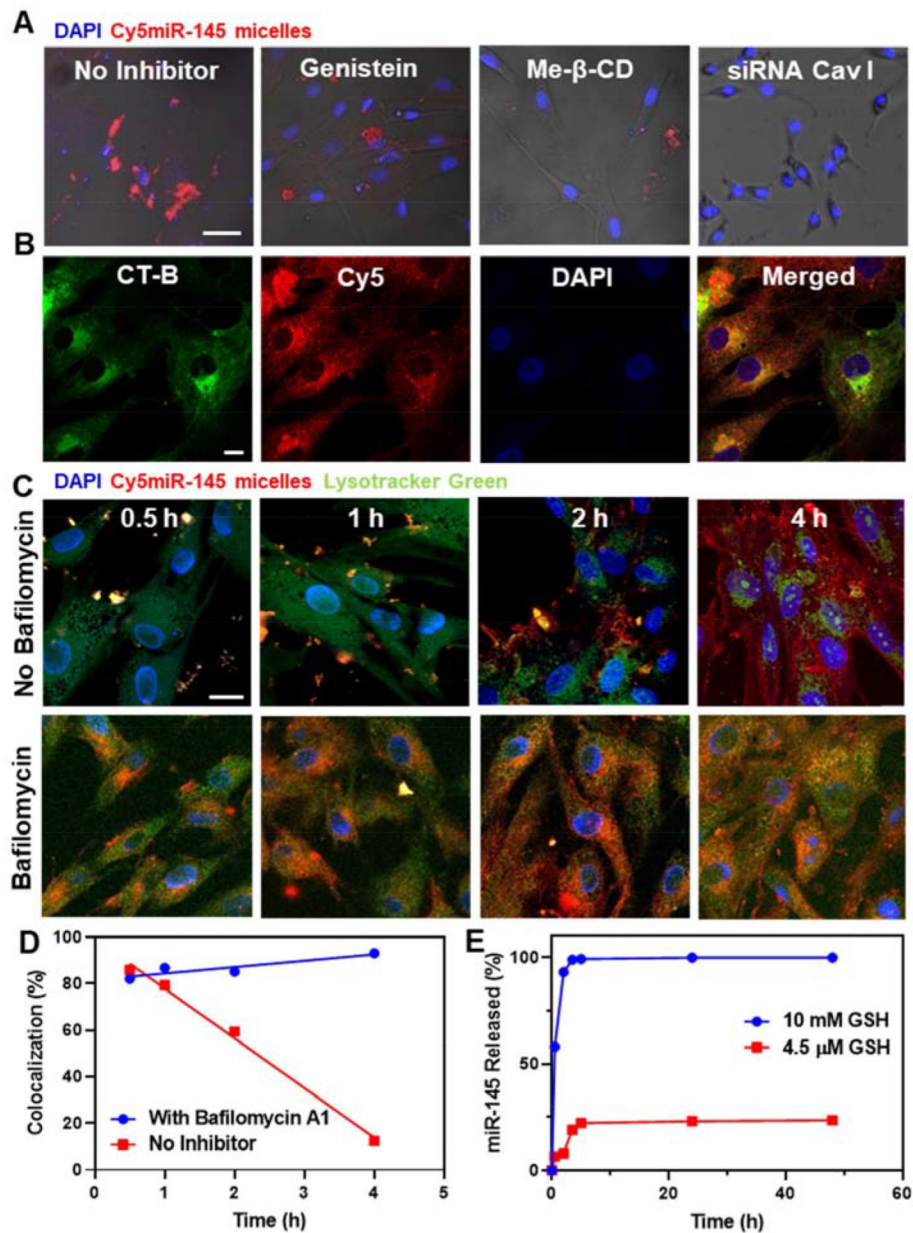 A
DAPI Cy5miR-145 micelles
No Inhibitor
Genistein
Me-β-CD
siRNA Cav I
B
CT-B
Cy5
DAPI
Merged
C
DAPI Cy5miR-145 micelles Lysotracker Green
No Bafilomycin
0.5 h
1 h
2 h
4 h
Bafilomycin
D
Colocalization (%)
100
80
60
40
20
0
With Bafilomycin A1
No Inhibitor
0 1 2 3 4 5
Time (h)
E
miR-145 Released (%)
100
50
0
10 mM GSH
4.5 μM GSH
0 20 40 60
Time (h)